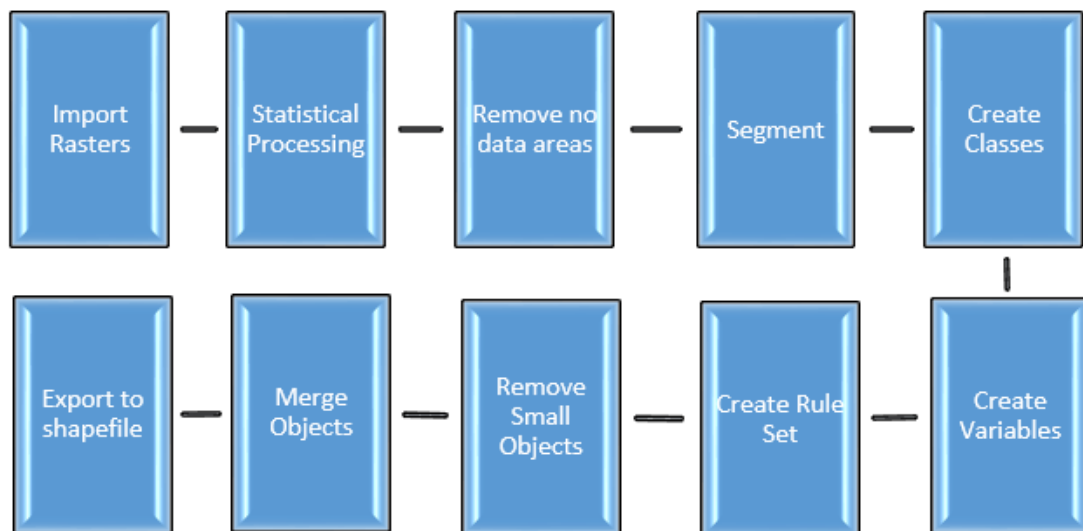 Import
Rasters
Statistical
Processing
Remove no
data areas
Segment
Create
Classes
Export to
shapefile
Merge
Objects
Remove
Small
Objects
Create Rule
Set
Create
Variables